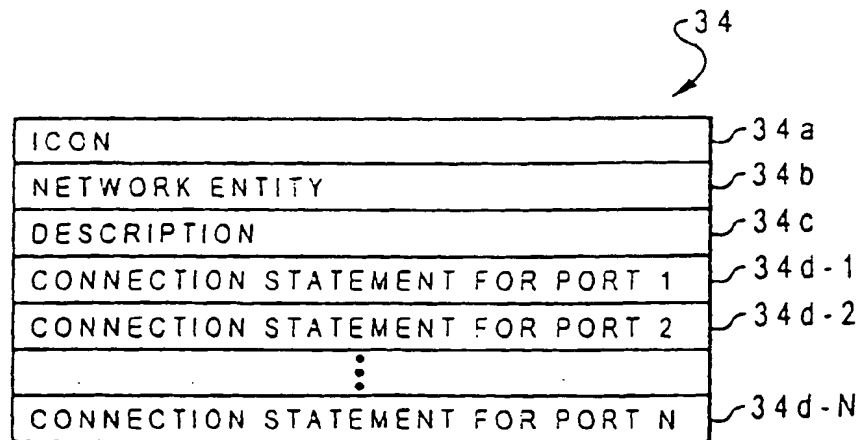 34
ICON 34a
NETWORK ENTITY 34b
DESCRIPTION 34c
CONNECTION STATEMENT FOR PORT 1 34d-1
CONNECTION STATEMENT FOR PORT 2 34d-2
CONNECTION STATEMENT FOR PORT N 34d-N